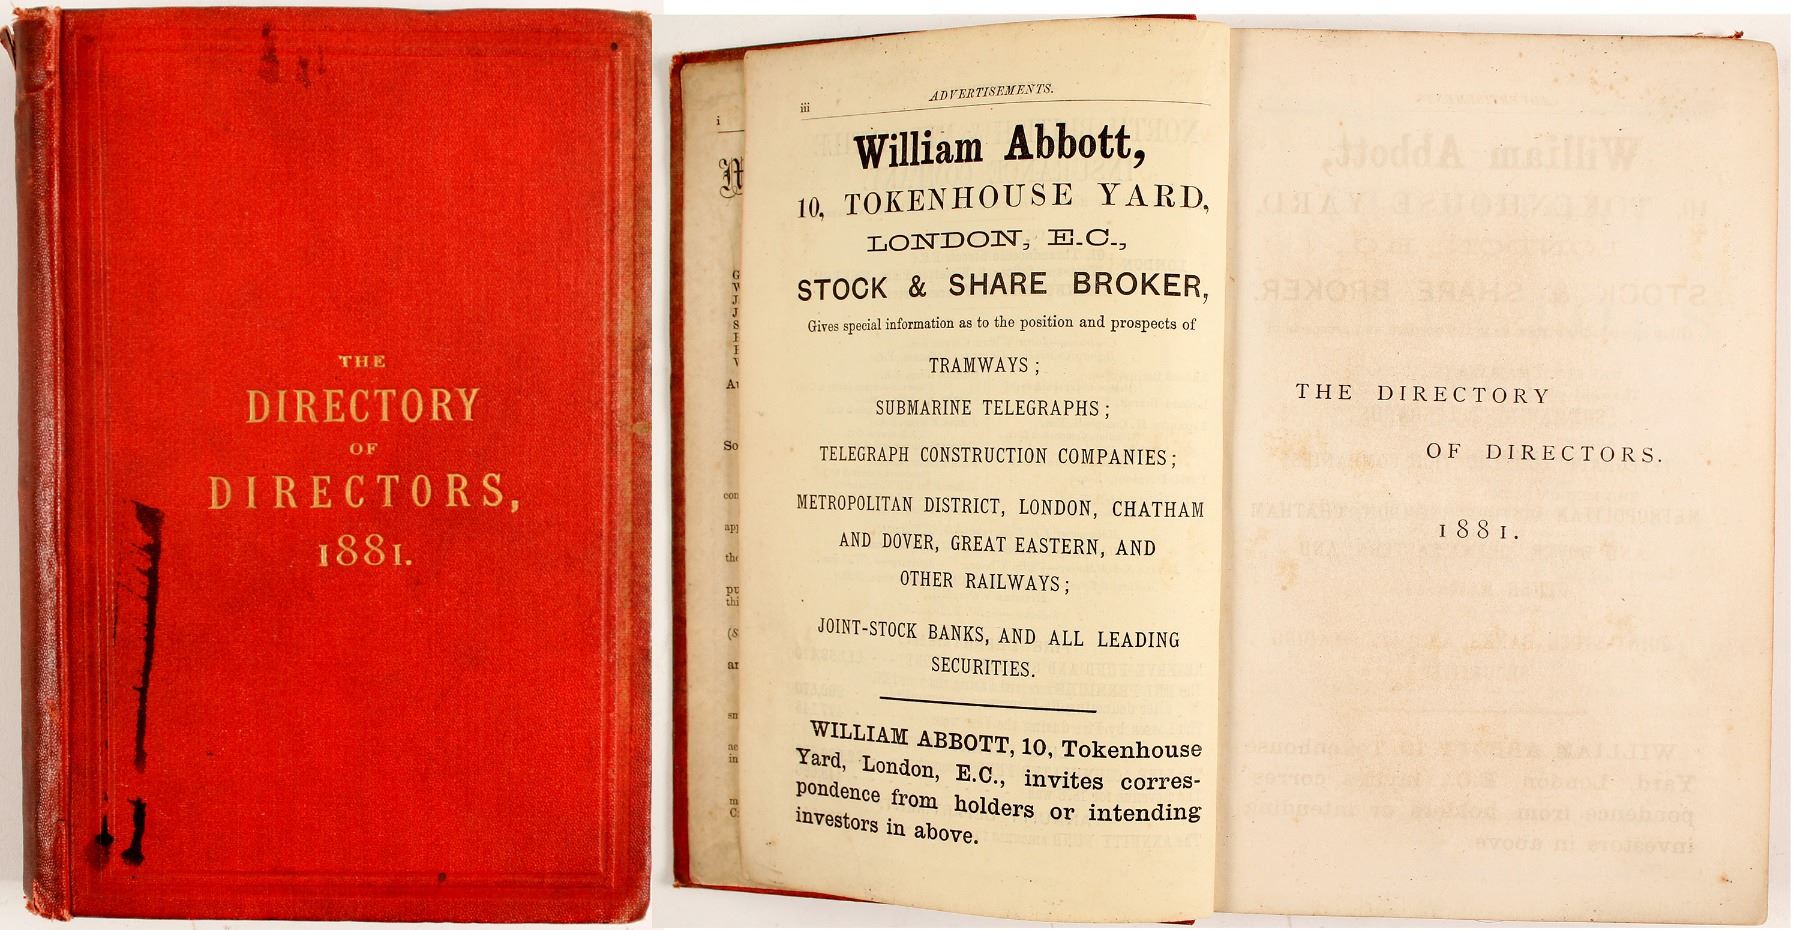 THE
DIRECTORY
OF
DIRECTORS,
1881.
i
iii
ADVERTISEMENTS.
William Abbott,
10, TOKENHOUSE YARD,
LONDON, E.C.,
STOCK & SHARE BROKER,
Gives special information as to the position and prospects of
TRAMWAYS;
SUBMARINE TELEGRAPHS;
TELEGRAPH CONSTRUCTION COMPANIES;
METROPOLITAN DISTRICT, LONDON, CHATHAM
AND DOVER, GREAT EASTERN, AND
OTHER RAILWAYS;
JOINT-STOCK BANKS, AND ALL LEADING
SECURITIES.
WILLIAM ABBOTT, 10, Tokenhouse
Yard, London, E.C., invites corres-
pondence from holders or intending
investors in above.
THE DIRECTORY
OF DIRECTORS.
1881.